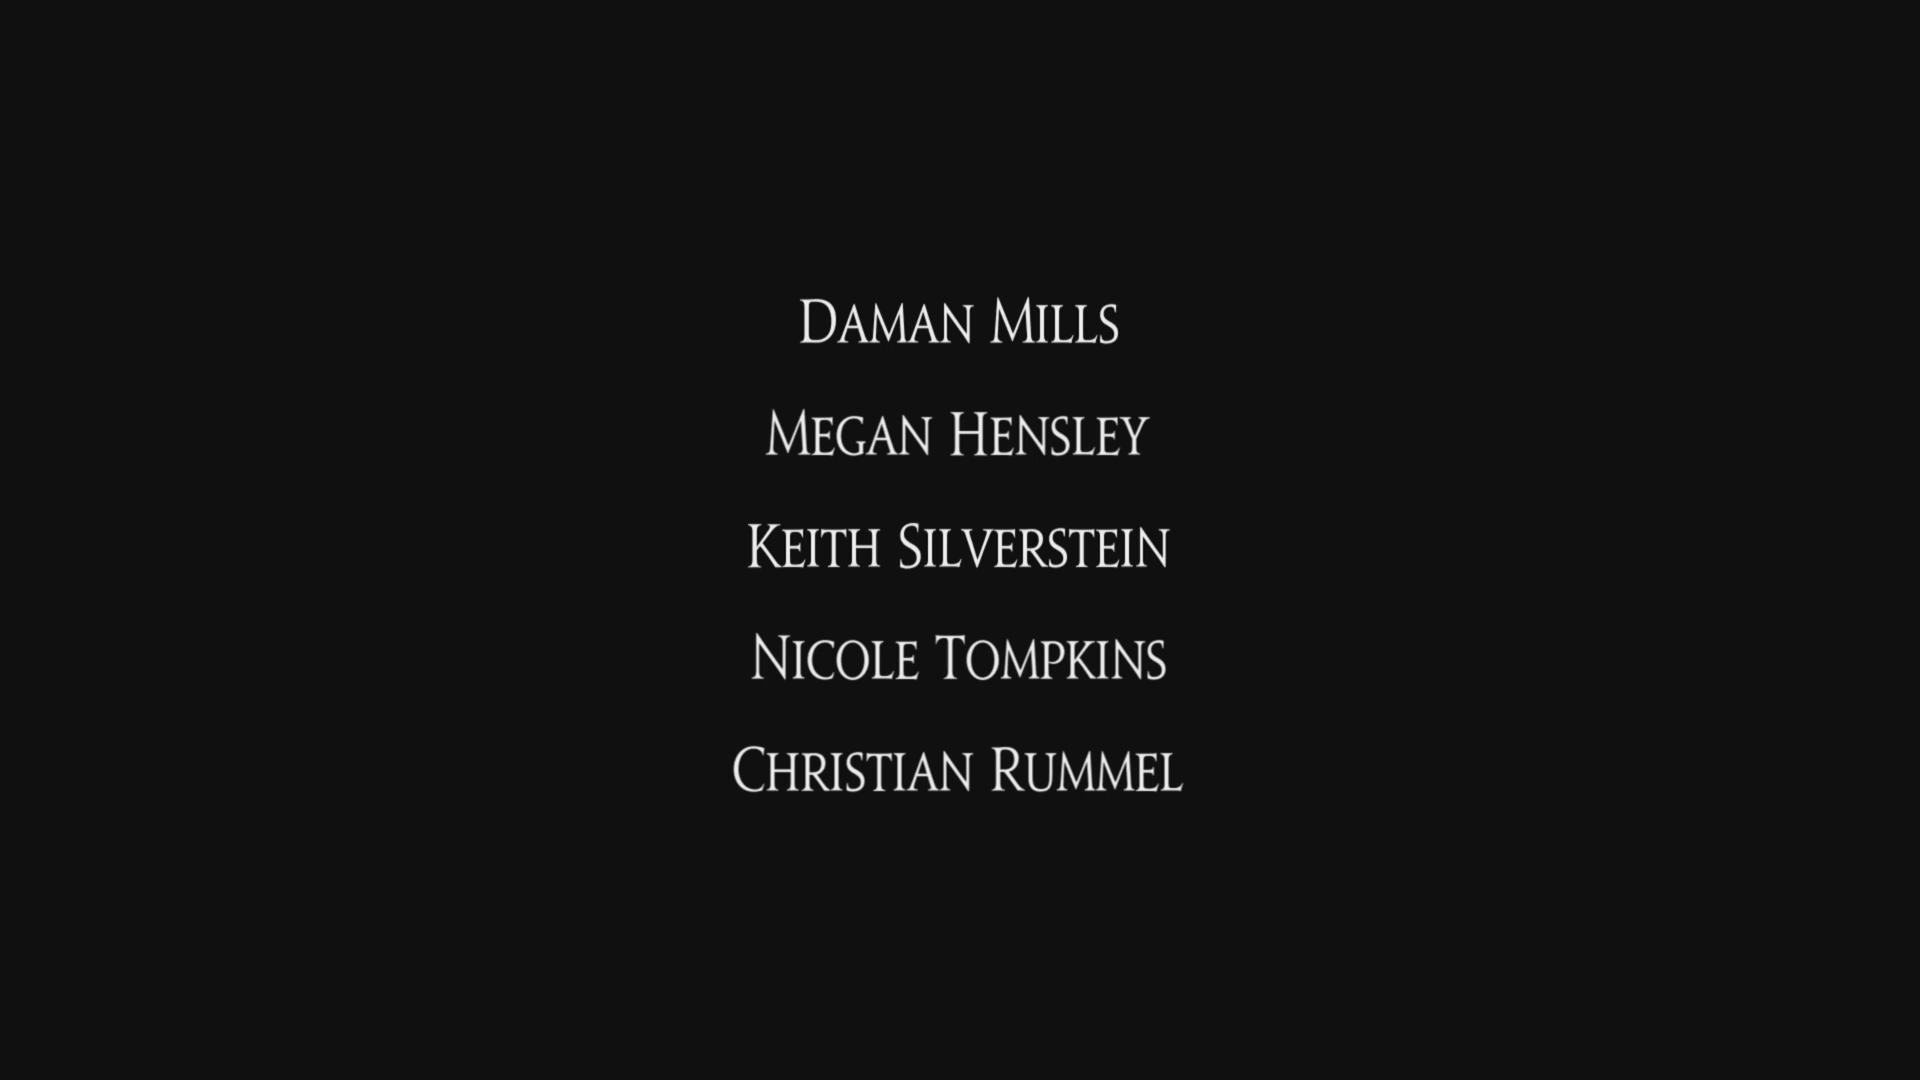 Daman Mills
Megan Hensley
Keith Silverstein
Nicole Tompkins
Christian Rummel